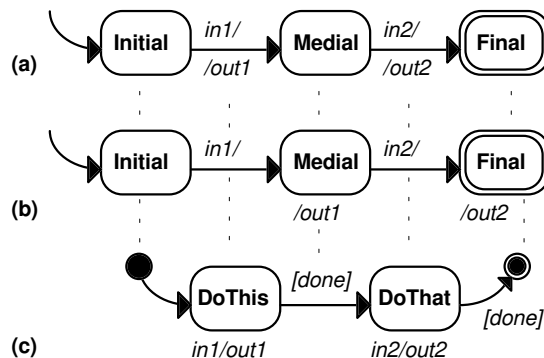 Initial in1/ Medial in2/ Final
(a) /out1 /out2
Initial in1/ Medial in2/ Final
(b) /out1 /out2
DoThis [done] DoThat [done]
(c) in1/out1 in2/out2